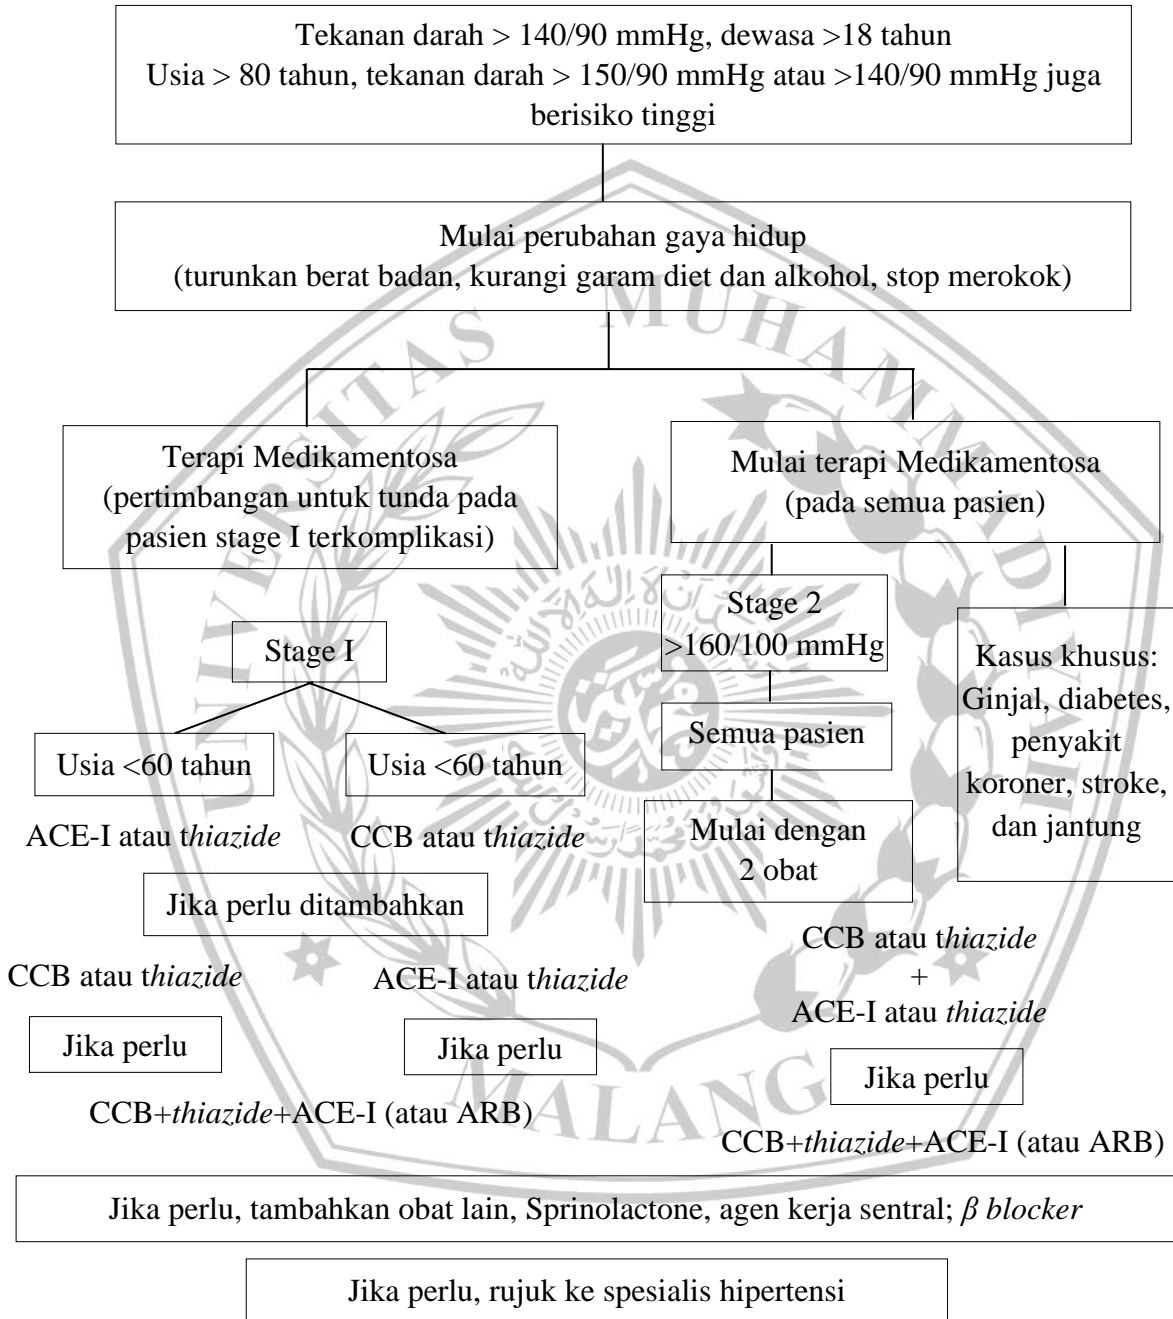 Tekanan darah > 140/90 mmHg, dewasa >18 tahun
Usia > 80 tahun, tekanan darah > 150/90 mmHg atau >140/90 mmHg juga
berisiko tinggi
Mulai perubahan gaya hidup
(turunkan berat badan, kurangi garam diet dan alkohol, stop merokok)
Terapi Medikamentosa
(pertimbangan untuk tunda pada
pasien stage I terkomplikasi)
Mulai terapi Medikamentosa
(pada semua pasien)
Stage I
Usia <60 tahun
Usia <60 tahun
ACE-I atau thiazide
CCB atau thiazide
Jika perlu ditambahkan
CCB atau thiazide
ACE-I atau thiazide
Jika perlu
Jika perlu
CCB+thiazide+ACE-I (atau ARB)
Stage 2
>160/100 mmHg
Semua pasien
Mulai dengan
2 obat
CCB atau thiazide
+
ACE-I atau thiazide
Jika perlu
CCB+thiazide+ACE-I (atau ARB)
Kasus khusus:
Ginjal, diabetes,
penyakit
koroner, stroke,
dan jantung
Jika perlu, tambahkan obat lain, Sprinolactone, agen kerja sentral; β blocker
Jika perlu, rujuk ke spesialis hipertensi
UNIVERSITAS MUHAMMADIYAH
MALANG